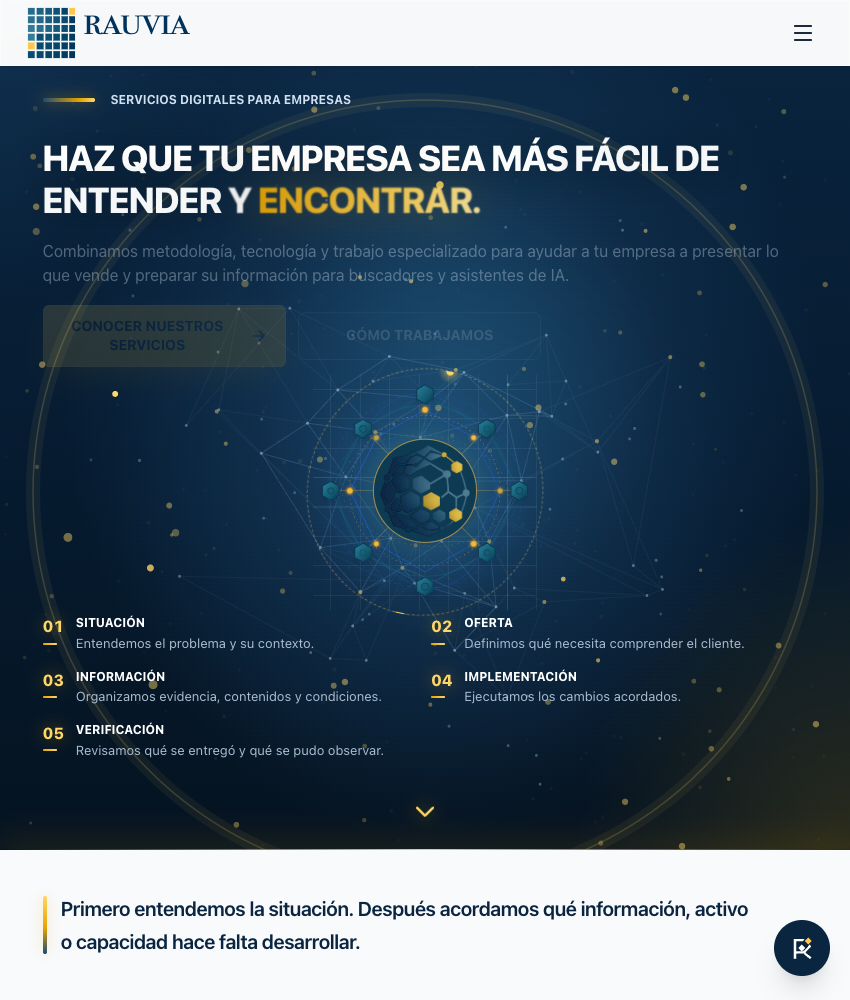 RAUVIA
SERVICIOS DIGITALES PARA EMPRESAS
HAZ QUE TU EMPRESA SEA MÁS FÁCIL DE
ENTENDER Y ENCONTRAR.
Combinamos metodología, tecnología y trabajo especializado para ayudar a tu empresa a presentar lo
que vende y preparar su información para buscadores y asistentes de IA.
CONOCER NUESTROS
SERVICIOS →
CÓMO TRABAJAMOS
01 SITUACIÓN
Entendemos el problema y su contexto.
02 OFERTA
Definimos qué necesita comprender el cliente.
03 INFORMACIÓN
Organizamos evidencia, contenidos y condiciones.
04 IMPLEMENTACIÓN
Ejecutamos los cambios acordados.
05 VERIFICACIÓN
Revisamos qué se entregó y qué se pudo observar.
Primero entendemos la situación. Después acordamos qué información, activo
o capacidad hace falta desarrollar.